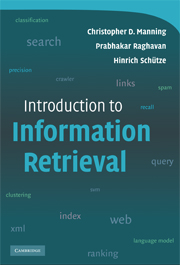 Christopher D. Manning
classification
search
Prabhakar Raghavan
Hinrich Schütze
precision
crawler
links
spam
Introduction to
recall
Information
Retrieval
query
clustering
user
index
web
xml
language model
ranking
CAMBRIDGE